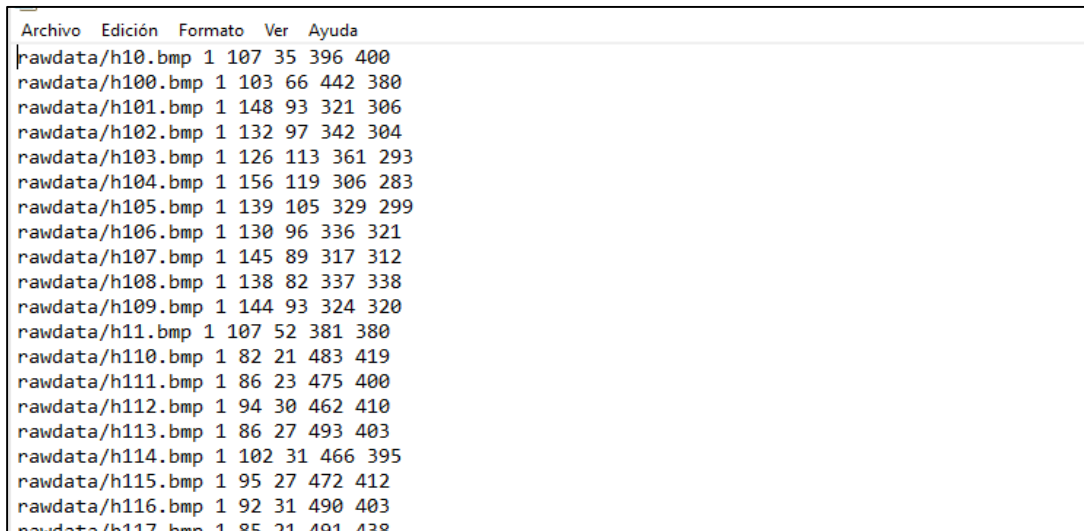 Archivo Edición Formato Ver Ayuda
rawdata/h10.bmp 1 107 35 396 400
rawdata/h100.bmp 1 103 66 442 380
rawdata/h101.bmp 1 148 93 321 306
rawdata/h102.bmp 1 132 97 342 304
rawdata/h103.bmp 1 126 113 361 293
rawdata/h104.bmp 1 156 119 306 283
rawdata/h105.bmp 1 139 105 329 299
rawdata/h106.bmp 1 130 96 336 321
rawdata/h107.bmp 1 145 89 317 312
rawdata/h108.bmp 1 138 82 337 338
rawdata/h109.bmp 1 144 93 324 320
rawdata/h11.bmp 1 107 52 381 380
rawdata/h110.bmp 1 82 21 483 419
rawdata/h111.bmp 1 86 23 475 400
rawdata/h112.bmp 1 94 30 462 410
rawdata/h113.bmp 1 86 27 493 403
rawdata/h114.bmp 1 102 31 466 395
rawdata/h115.bmp 1 95 27 472 412
rawdata/h116.bmp 1 92 31 490 403
rawdata/h117.bmp 1 85 21 491 438